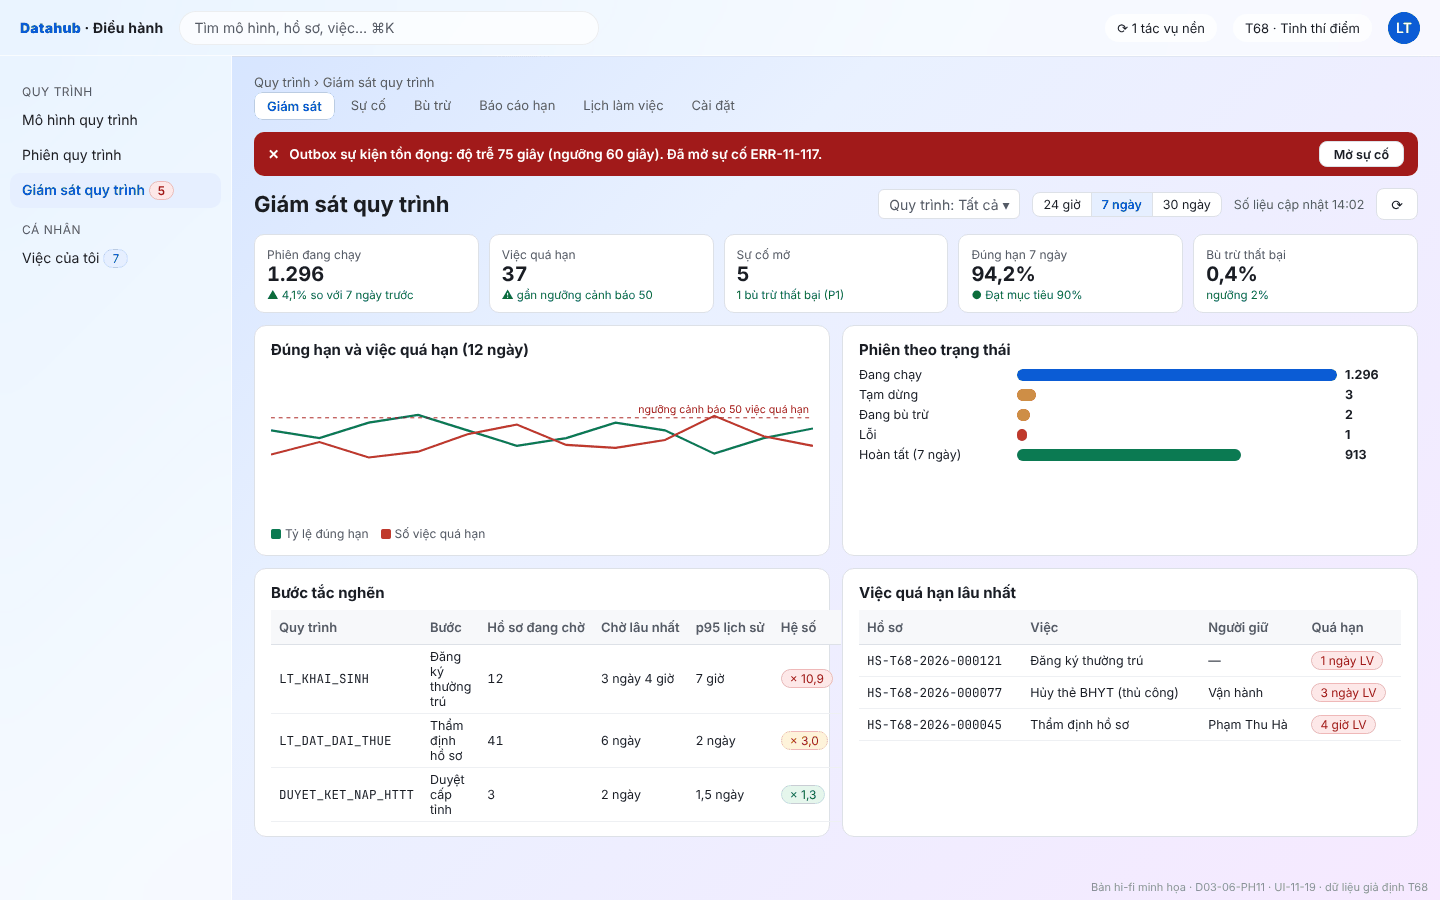 Datahub · Điều hành
Tìm mô hình, hồ sơ, việc... ⌘K
⟳ 1 tác vụ nền
T68 · Tỉnh thí điểm
LT
QUY TRÌNH
Mô hình quy trình
Phiên quy trình
Giám sát quy trình 5
CÁ NHÂN
Việc của tôi 7
Quy trình › Giám sát quy trình
Giám sát Sự cố Bù trừ Báo cáo hạn Lịch làm việc Cài đặt
✕ Outbox sự kiện tồn đọng: độ trễ 75 giây (ngưỡng 60 giây). Đã mở sự cố ERR-11-117.
Mở sự cố
Giám sát quy trình
Quy trình: Tất cả ▾
24 giờ 7 ngày 30 ngày
Số liệu cập nhật 14:02
⟳
Phiên đang chạy
1.296
▲ 4,1% so với 7 ngày trước
Việc quá hạn
37
▲ gần ngưỡng cảnh báo 50
Sự cố mở
5
1 bù trừ thất bại (P1)
Đúng hạn 7 ngày
94,2%
● Đạt mục tiêu 90%
Bù trừ thất bại
0,4%
ngưỡng 2%
Đúng hạn và việc quá hạn (12 ngày)
ngưỡng cảnh báo 50 việc quá hạn
Tỷ lệ đúng hạn
Số việc quá hạn
Phiên theo trạng thái
Đang chạy 1.296
Tạm dừng 3
Đang bù trừ 2
Lỗi 1
Hoàn tất (7 ngày) 913
Bước tắc nghẽn
Quy trình Bước Hồ sơ đang chờ Chờ lâu nhất p95 lịch sử Hệ số
LT_KHAI_SINH Đăng ký thường trú 12 3 ngày 4 giờ 7 giờ × 10,9
LT_DAT_DAI_THUE Thẩm định hồ sơ 41 6 ngày 2 ngày × 3,0
DUYET_KET_NAP_HTTT Duyệt cấp tỉnh 3 2 ngày 1,5 ngày × 1,3
Việc quá hạn lâu nhất
Hồ sơ Việc Người giữ Quá hạn
HS-T68-2026-000121 Đăng ký thường trú — 1 ngày LV
HS-T68-2026-000077 Hủy thẻ BHYT (thủ công) Vận hành 3 ngày LV
HS-T68-2026-000045 Thẩm định hồ sơ Phạm Thu Hà 4 giờ LV
Bản hi-fi minh họa · D03-06-PH11 · UI-11-19 · dữ liệu giả định T68